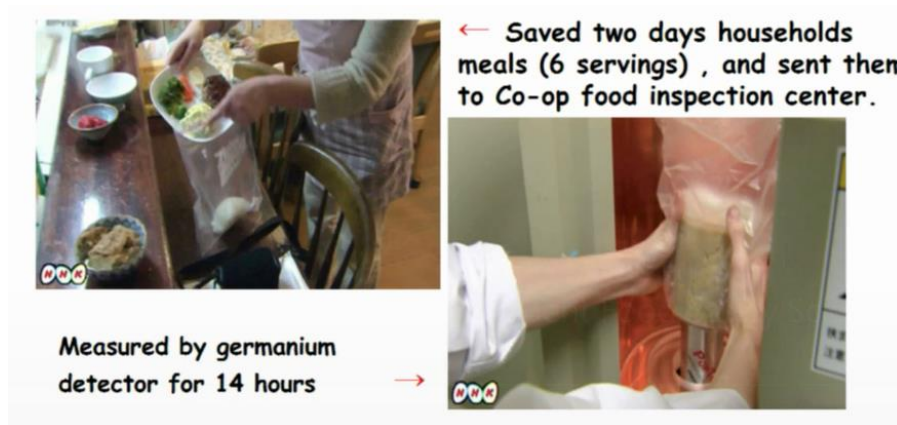 ← Saved two days households
meals (6 servings) , and sent then
to Co-op food inspection center.
NHK
Measured by germanium
detector for 14 hours →
NHK